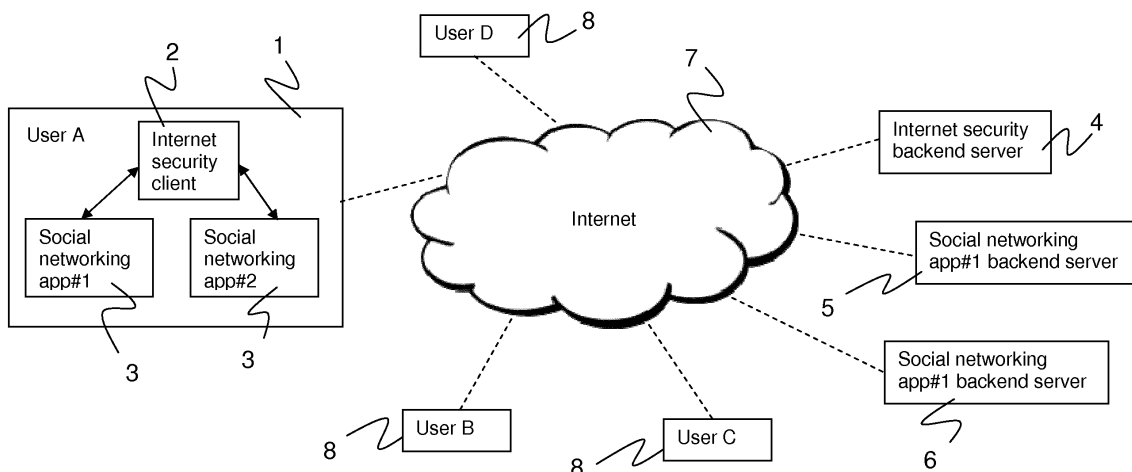 User D
8
2
1
7
User A
Internet
security
client
Internet security
backend server
4
Internet
Social
networking
app#1
Social
networking
app#2
Social networking
app#1 backend server
5
3
3
Social networking
app#1 backend server
6
8
User B
8
User C